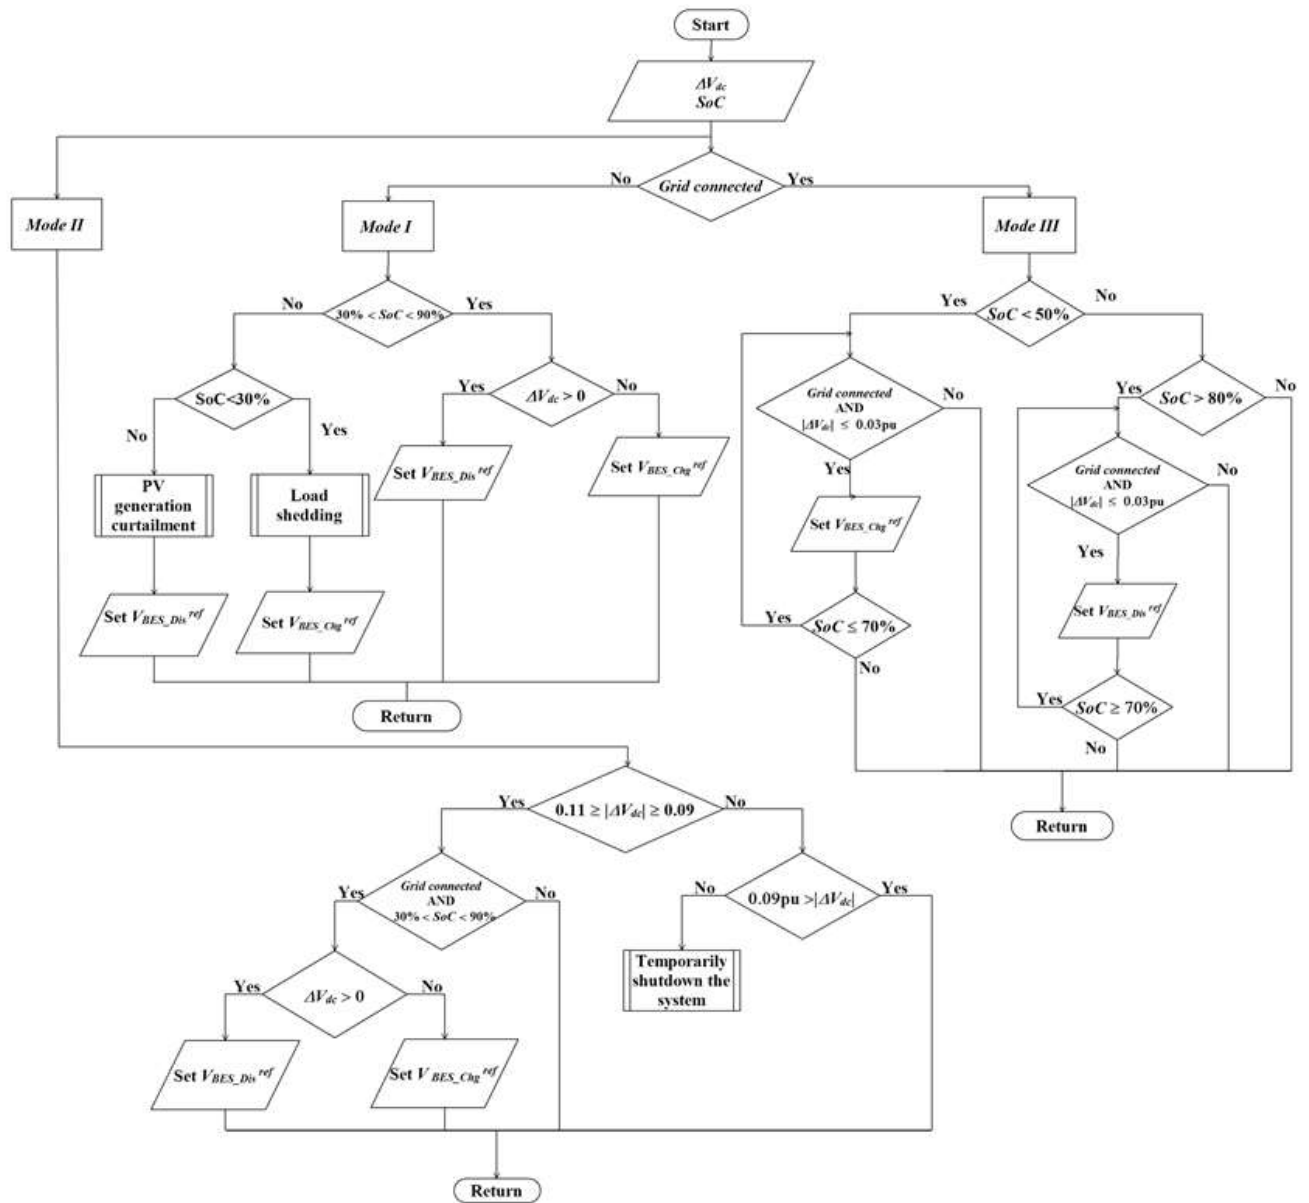 Start
ΔVdc
SoC
No
Grid connected
Yes
Mode II
Mode I
Mode III
No
30% < SoC < 90%
Yes
Yes
SoC < 50%
No
SoC<30%
Yes
ΔVdc > 0
No
No
Yes
Grid connected
AND
|ΔVdc| ≤ 0.03pu
No
Yes
SoC > 80%
No
Set VBES_Dis ref
Set VBES_Chg ref
Yes
Grid connected
AND
|ΔVdc| ≤ 0.03pu
No
PV
generation
curtailment
Load
shedding
Set VBES_Chg ref
Yes
Set VBES_Dis ref
Set VBES_Chg ref
Yes
SoC ≤ 70%
No
Set VBES_Dis ref
Return
Yes
SoC ≥ 70%
No
Yes
0.11 ≥ |ΔVdc| ≥ 0.09
No
Return
Yes
Grid connected
AND
30% < SoC < 90%
No
No
0.09pu >|ΔVdc|
Yes
Yes
ΔVdc > 0
No
Temporarily
shutdown the
system
Set VBES_Dis ref
Set V BES_Chg ref
Return